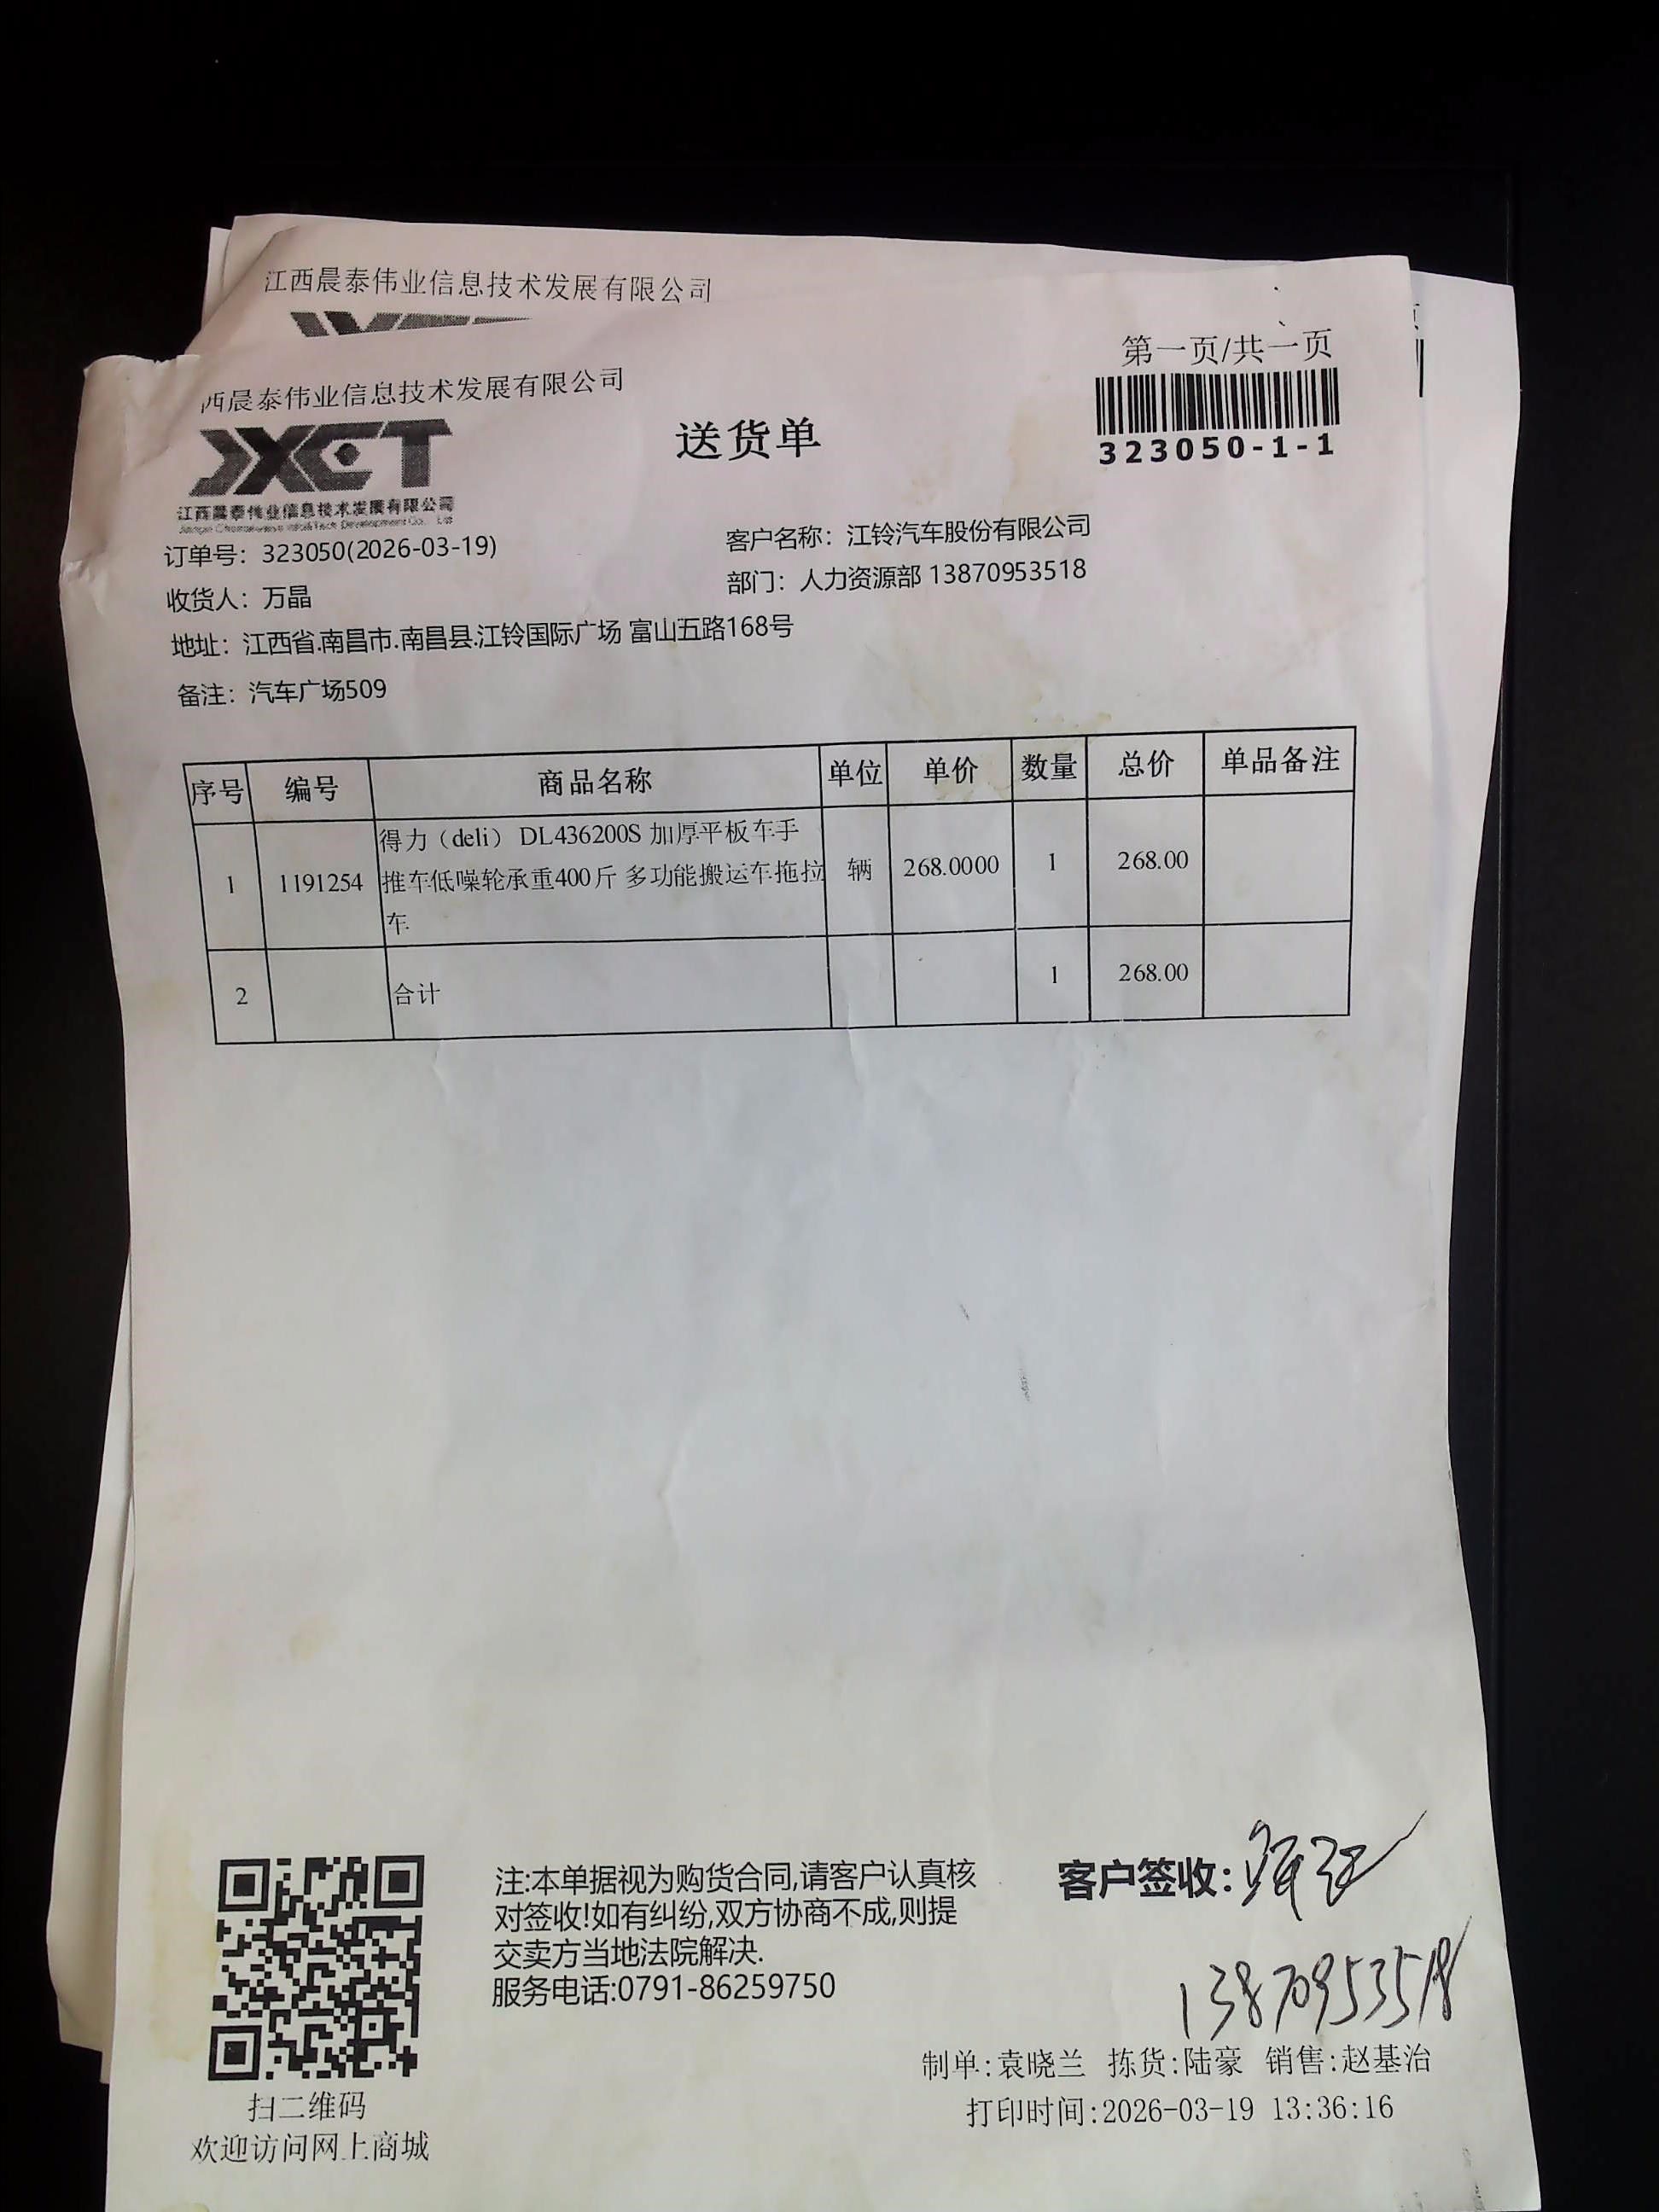 江西晨泰伟业信息技术发展有限公司
西晨泰伟业信息技术发展有限公司
第一页/共一页
JXCT
送货单
323050-1-1
江西晨泰伟业信息技术发展有限公司
订单号：323050(2026-03-19)
客户名称：江铃汽车股份有限公司
收货人：万晶
部门：人力资源部 13870953518
地址：江西省.南昌市.南昌县.江铃国际广场 富山五路168号
备注：汽车广场509
序号 编号 商品名称 单位 单价 数量 总价 单品备注
1 1191254 得力（deli） DL436200S 加厚平板车手
推车低噪轮承重400斤 多功能搬运车拖拉
车 辆 268.0000 1 268.00
2 合计 1 268.00
注:本单据视为购货合同,请客户认真核
对签收!如有纠纷,双方协商不成,则提
交卖方当地法院解决.
服务电话:0791-86259750
客户签收:
13870953518
制单:袁晓兰 拣货:陆豪 销售:赵基治
打印时间:2026-03-19 13:36:16
扫二维码
欢迎访问网上商城